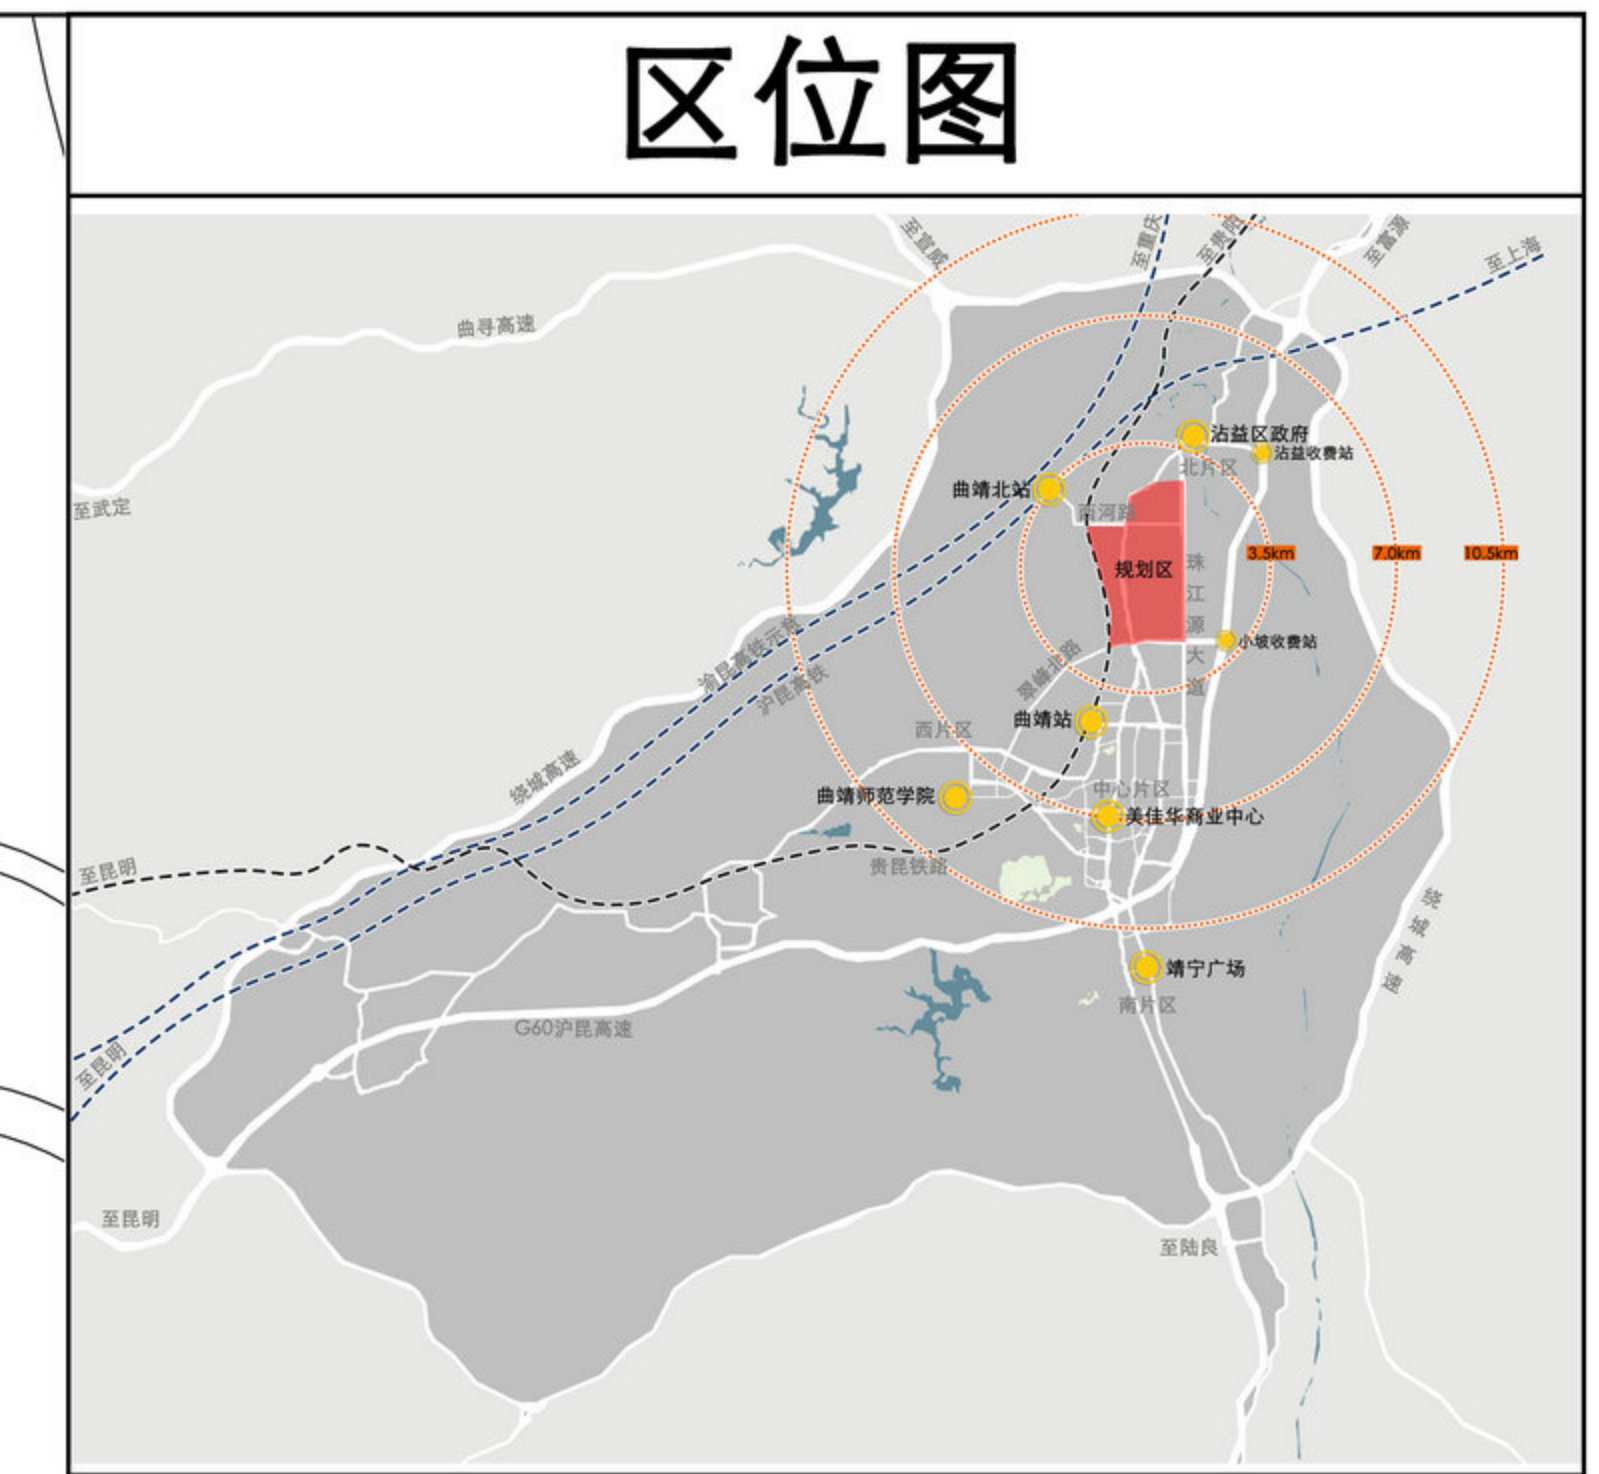 区位图
至宣威
至重庆
至贵阳
至富源
至上海
曲寻高速
沾益区政府
沾益收费站
北片区
曲靖北站
至武定
西河路
3.5km
7.0km
10.5km
规划区
珠江源大道
小坡收费站
渝昆高铁示意
沪昆高铁
翠峰北路
曲靖站
西片区
绕城高速
中心片区
曲靖师范学院
美佳华商业中心
至昆明
贵昆铁路
绕城高速
靖宁广场
南片区
G60沪昆高速
至昆明
至昆明
至陆良